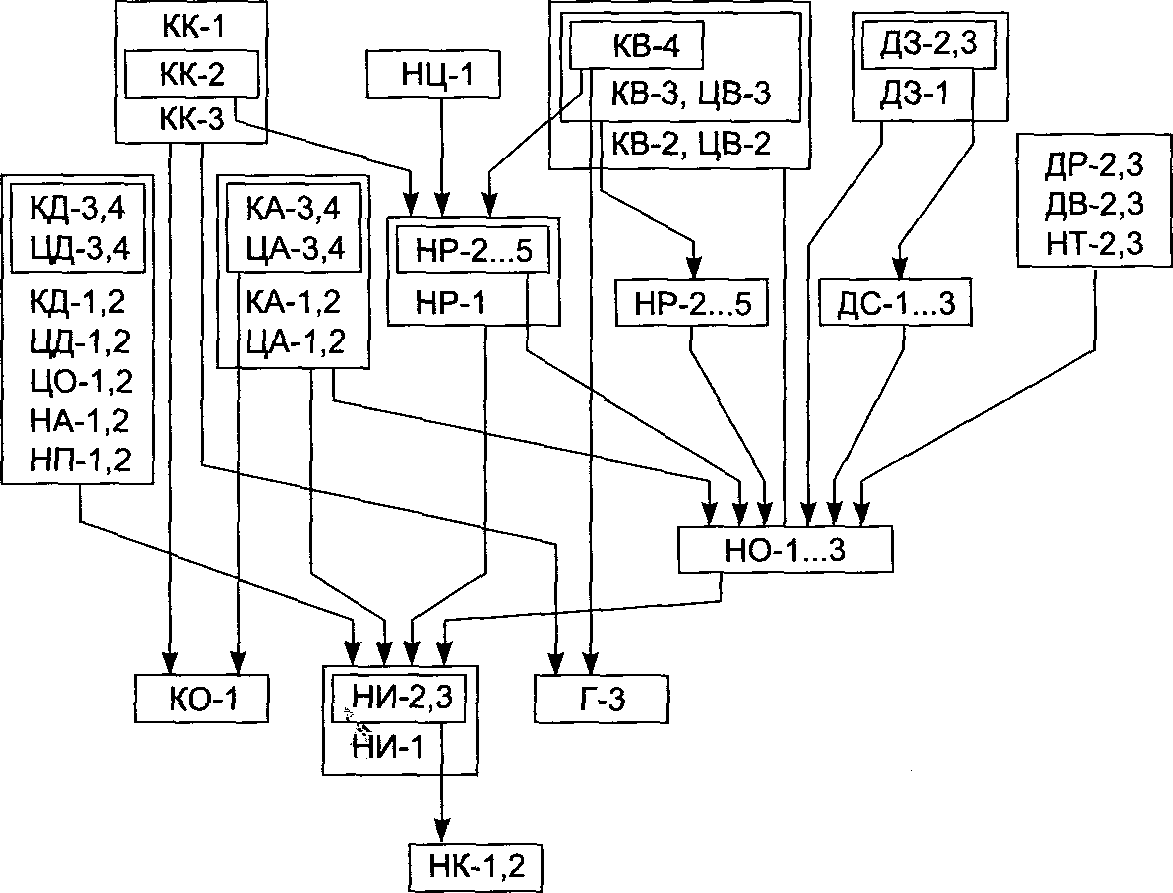 КК-1
КК-2
КК-3
НЦ-1
КВ-4
КВ-3, ЦВ-3
КВ-2, ЦВ-2
ДЗ-2,3
ДЗ-1
ДР-2,3
ДВ-2,3
НТ-2,3
КД-3,4
ЦД-3,4
КД-1,2
ЦД-1,2
ЦО-1,2
НА-1,2
НП-1,2
КА-3,4
ЦА-3,4
КА-1,2
ЦА-1,2
НР-2...5
НР-1
НР-2...5
ДС-1...3
НО-1...3
КО-1
НИ-2,3
НИ-1
Г-3
НК-1,2